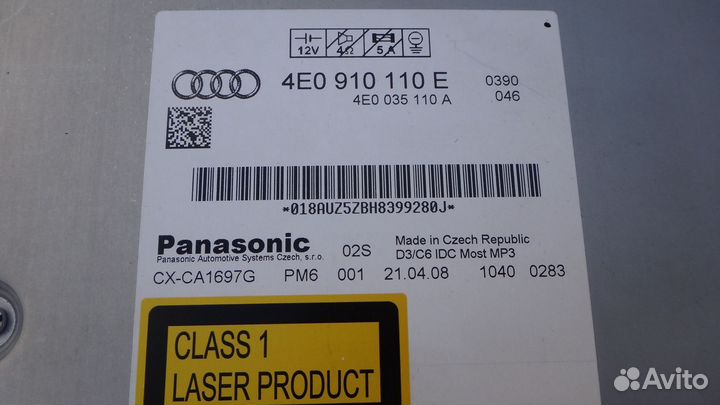 12V 4Ω 5A
4E0 910 110 E 0390
4E0 035 110 A 046
*018AUZ5ZBH8399280J*
Panasonic 02S Made in Czech Republic
Panasonic Automotive Systems Czech, s.r.o. D3/C6 IDC Most MP3
CX-CA1697G PM6 001 21.04.08 1040 0283
CLASS 1
LASER PRODUCT
Avito